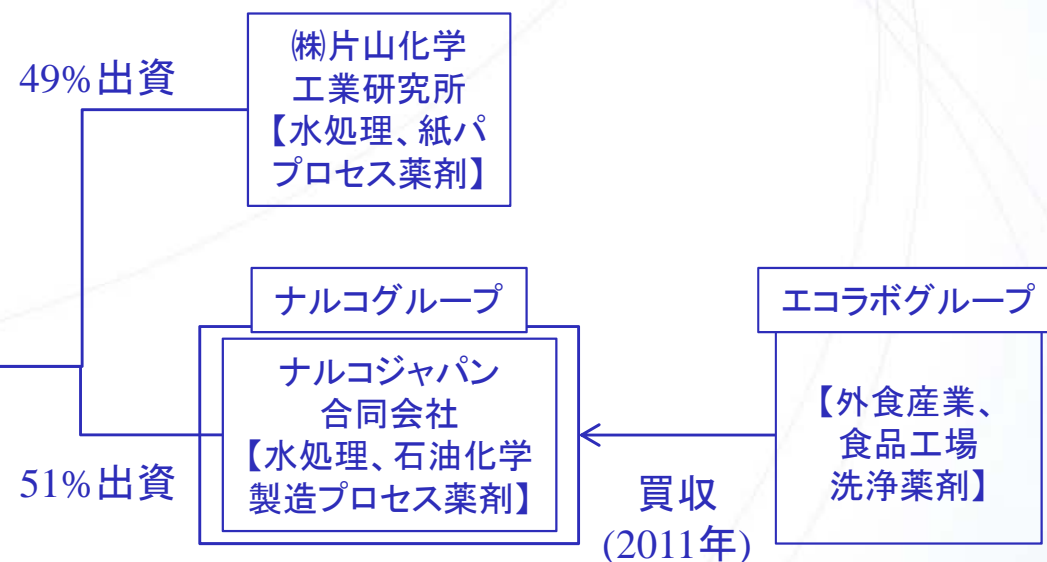 49%出資
㈱片山化学
工業研究所
【水処理、紙パ
プロセス薬剤】
ナルコグループ
ナルコジャパン
合同会社
【水処理、石油化学
製造プロセス薬剤】
51%出資
買収
(2011年)
エコラボグループ
【外食産業、
食品工場
洗浄薬剤】